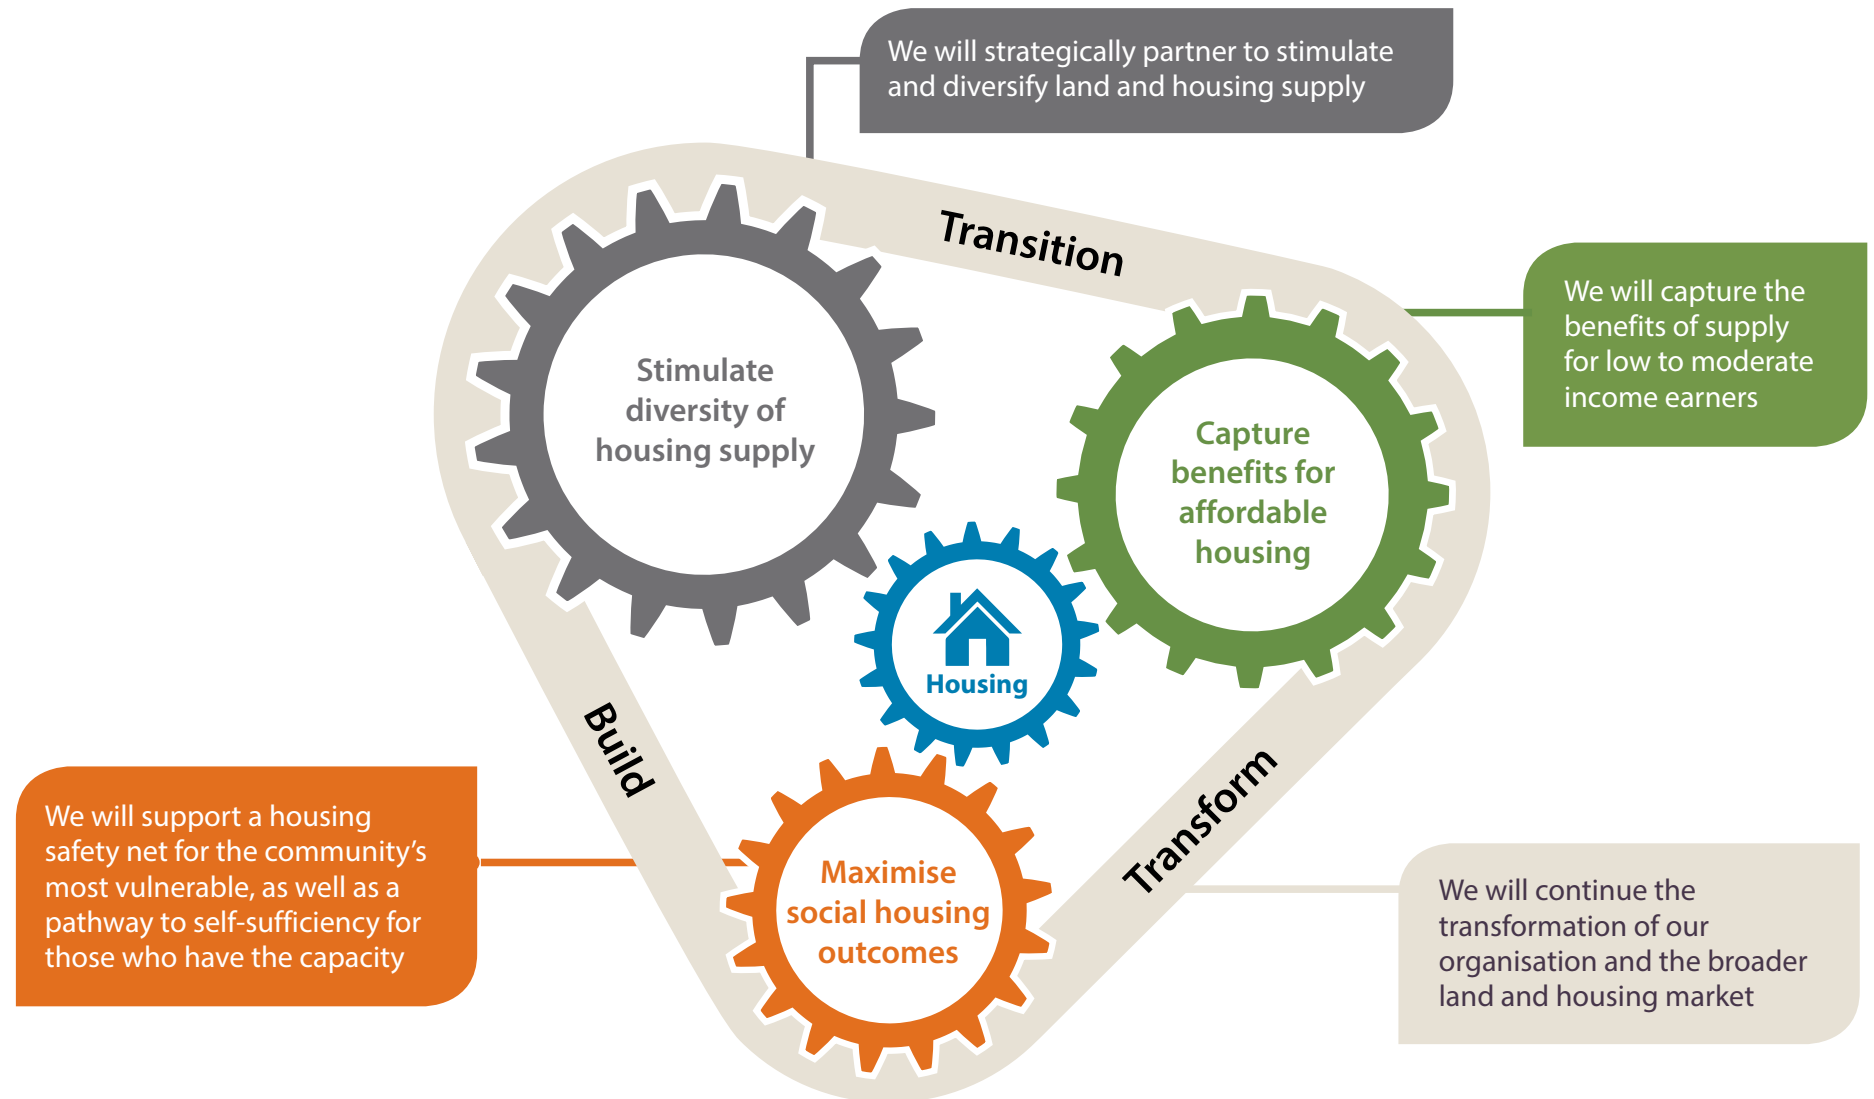 We will strategically partner to stimulate
and diversify land and housing supply
Transition
We will capture the
benefits of supply
for low to moderate
income earners
Stimulate
diversity of
housing supply
Capture
benefits for
affordable
housing
Housing
Build
Transform
We will support a housing
safety net for the community’s
most vulnerable, as well as a
pathway to self-sufficiency for
those who have the capacity
Maximise
social housing
outcomes
We will continue the
transformation of our
organisation and the broader
land and housing market